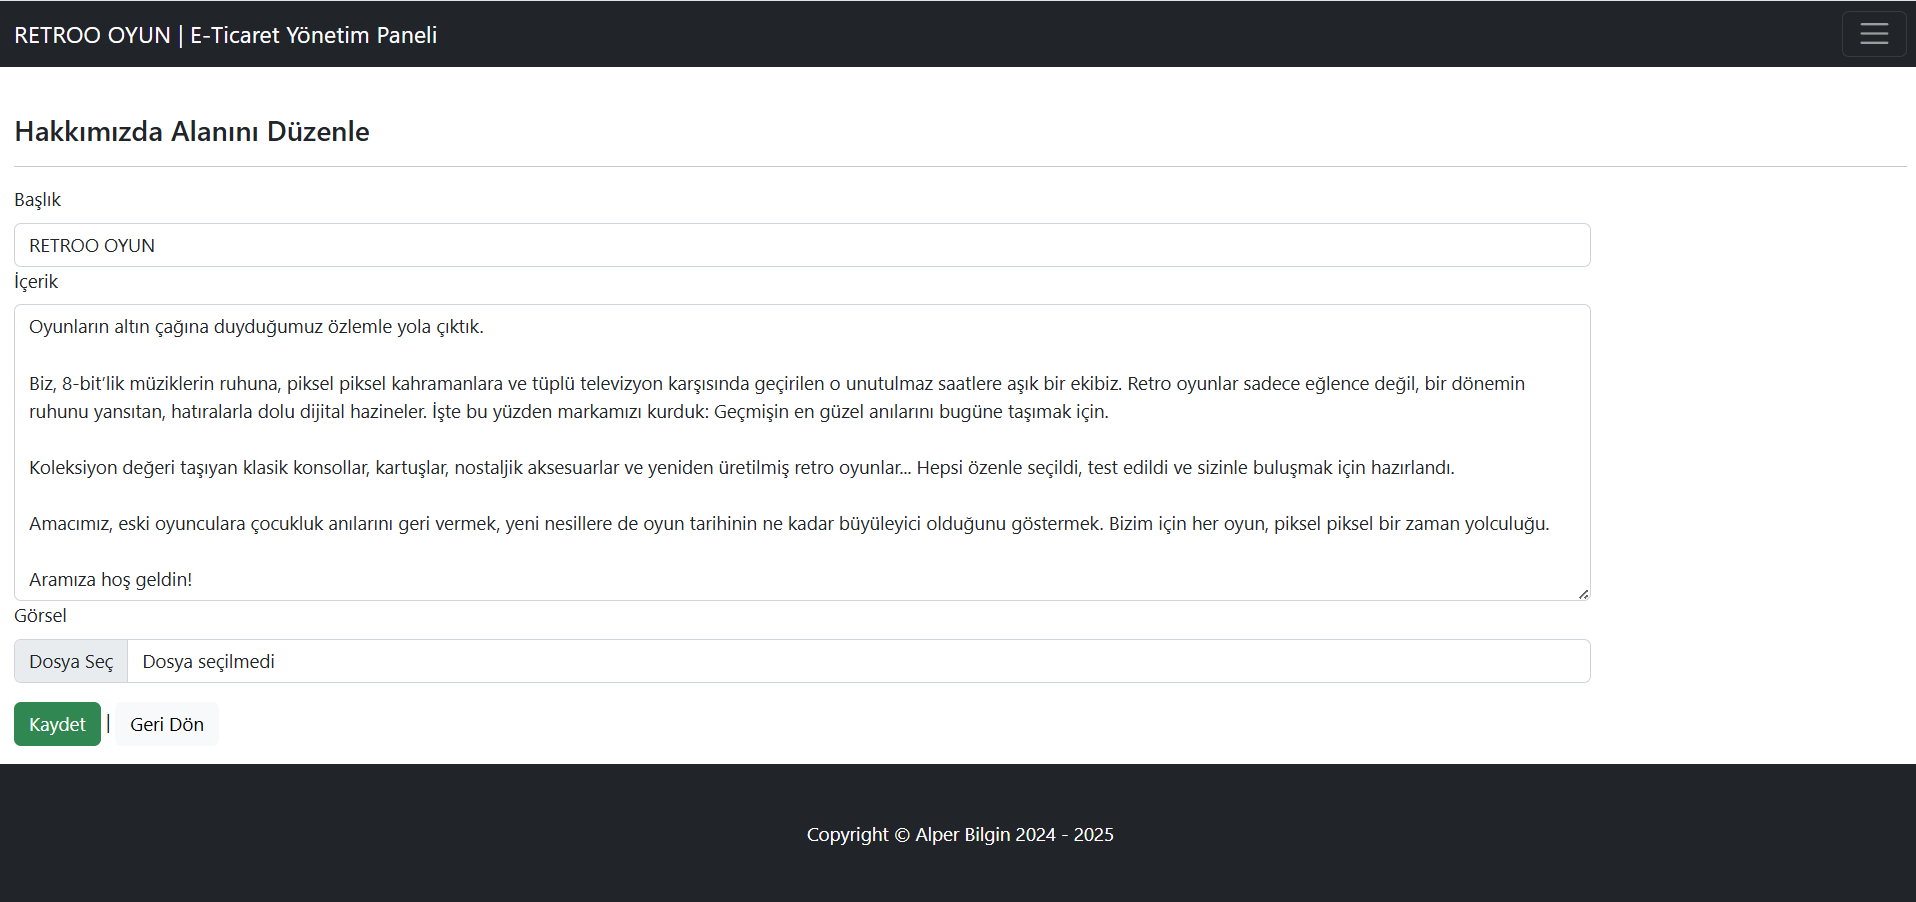 RETROO OYUN | E-Ticaret Yönetim Paneli
Hakkımızda Alanını Düzenle
Başlık
RETROO OYUN
İçerik
Oyunların altın çağına duyduğumuz özlemle yola çıktık.
Biz, 8-bit’lik müziklerin ruhuna, piksel piksel kahramanlara ve tüplü televizyon karşısında geçirilen o unutulmaz saatlere aşık bir ekibiz. Retro oyunlar sadece eğlence değil, bir dönemin
ruhunu yansıtan, hatıralarla dolu dijital hazineler. İşte bu yüzden markamızı kurduk: Geçmişin en güzel anılarını bugüne taşımak için.
Koleksiyon değeri taşıyan klasik konsollar, kartuşlar, nostaljik aksesuarlar ve yeniden üretilmiş retro oyunlar... Hepsi özenle seçildi, test edildi ve sizinle buluşmak için hazırlandı.
Amacımız, eski oyunculara çocukluk anılarını geri vermek, yeni nesillere de oyun tarihinin ne kadar büyüleyici olduğunu göstermek. Bizim için her oyun, piksel piksel bir zaman yolculuğu.
Aramıza hoş geldin!
Görsel
Dosya Seç Dosya seçilmedi
Kaydet | Geri Dön
Copyright © Alper Bilgin 2024 - 2025